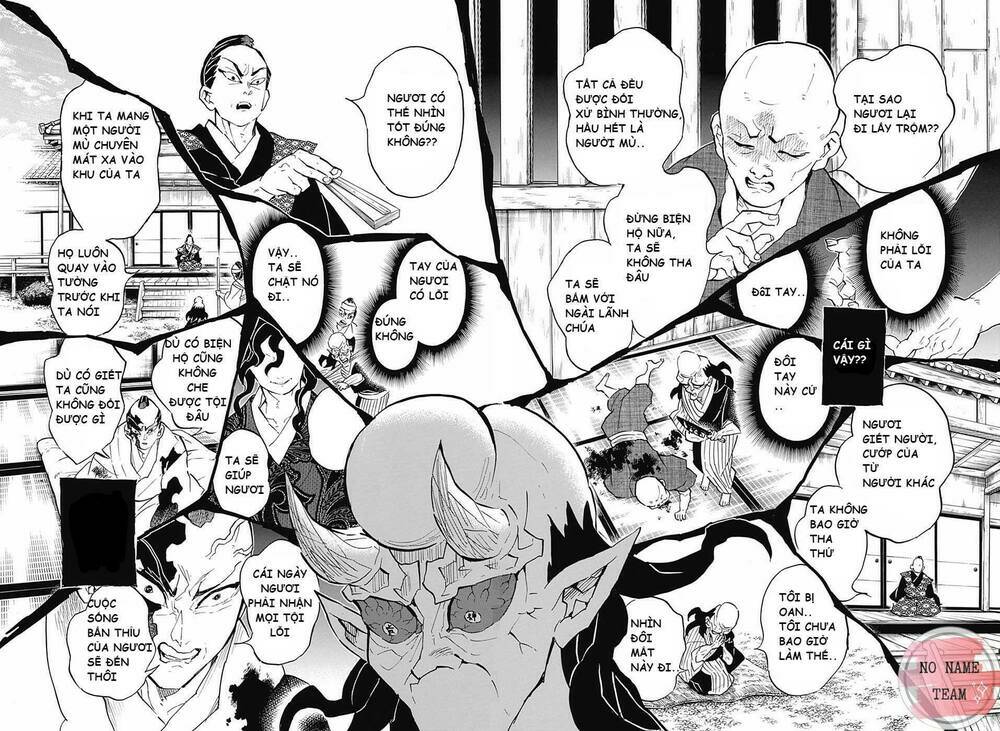 TẠI SAO
NGƯƠI LẠI
ĐI LẤY TRỘM??
TẤT CẢ ĐỀU
ĐƯỢC ĐỐI
XỬ BÌNH THƯỜNG,
HẦU HẾT LÀ
NGƯỜI MÙ..
ĐỪNG BIỆN
HỘ NỮA,
TA SẼ
KHÔNG THA
ĐÂU
TA SẼ
BẨM VỚI
NGÀI LÃNH
CHÚA
NGƯƠI CÓ
THỂ NHÌN
TỐT ĐÚNG
KHÔNG??
KHI TA MANG
MỘT NGƯỜI
MÙ CHUYÊN
MÁT XA VÀO
KHU CỦA TA
HỌ LUÔN
QUAY VÀO
TƯỜNG
TRƯỚC KHI
TA NÓI
KHÔNG
PHẢI LỖI
CỦA TA
ĐÔI TAY..
CÁI GÌ
VẬY??
ĐÔI
TAY
NÀY CỨ
..
TAY CỦA
NGƯƠI
CÓ LỖI
ĐÚNG
KHÔNG
VẬY..
TA SẼ
CHẶT NÓ
ĐI..
DÙ CÓ BIỆN
HỘ CŨNG
KHÔNG
CHE
ĐƯỢC TỘI
ĐÂU
DÙ CÓ GIẾT
TA CŨNG
KHÔNG ĐỔI
ĐƯỢC GÌ
TA SẼ
GIÚP
NGƯƠI
NGƯƠI
GIẾT NGƯỜI,
CƯỚP CỦA
TỪ
NGƯỜI KHÁC
TA KHÔNG
BAO GIỜ
THA
THỨ
TÔI BỊ
OAN..
TÔI CHƯA
BAO GIỜ
LÀM THẾ..
NHÌN
ĐÔI
MẮT
NÀY ĐI..
CÁI NGÀY
NGƯƠI
PHẢI NHẬN
MỌI TỘI
LỖI
CUỘC
SỐNG
BẨN THỈU
CỦA NGƯƠI
SẼ ĐẾN
THÔI
NO NAME
TEAM